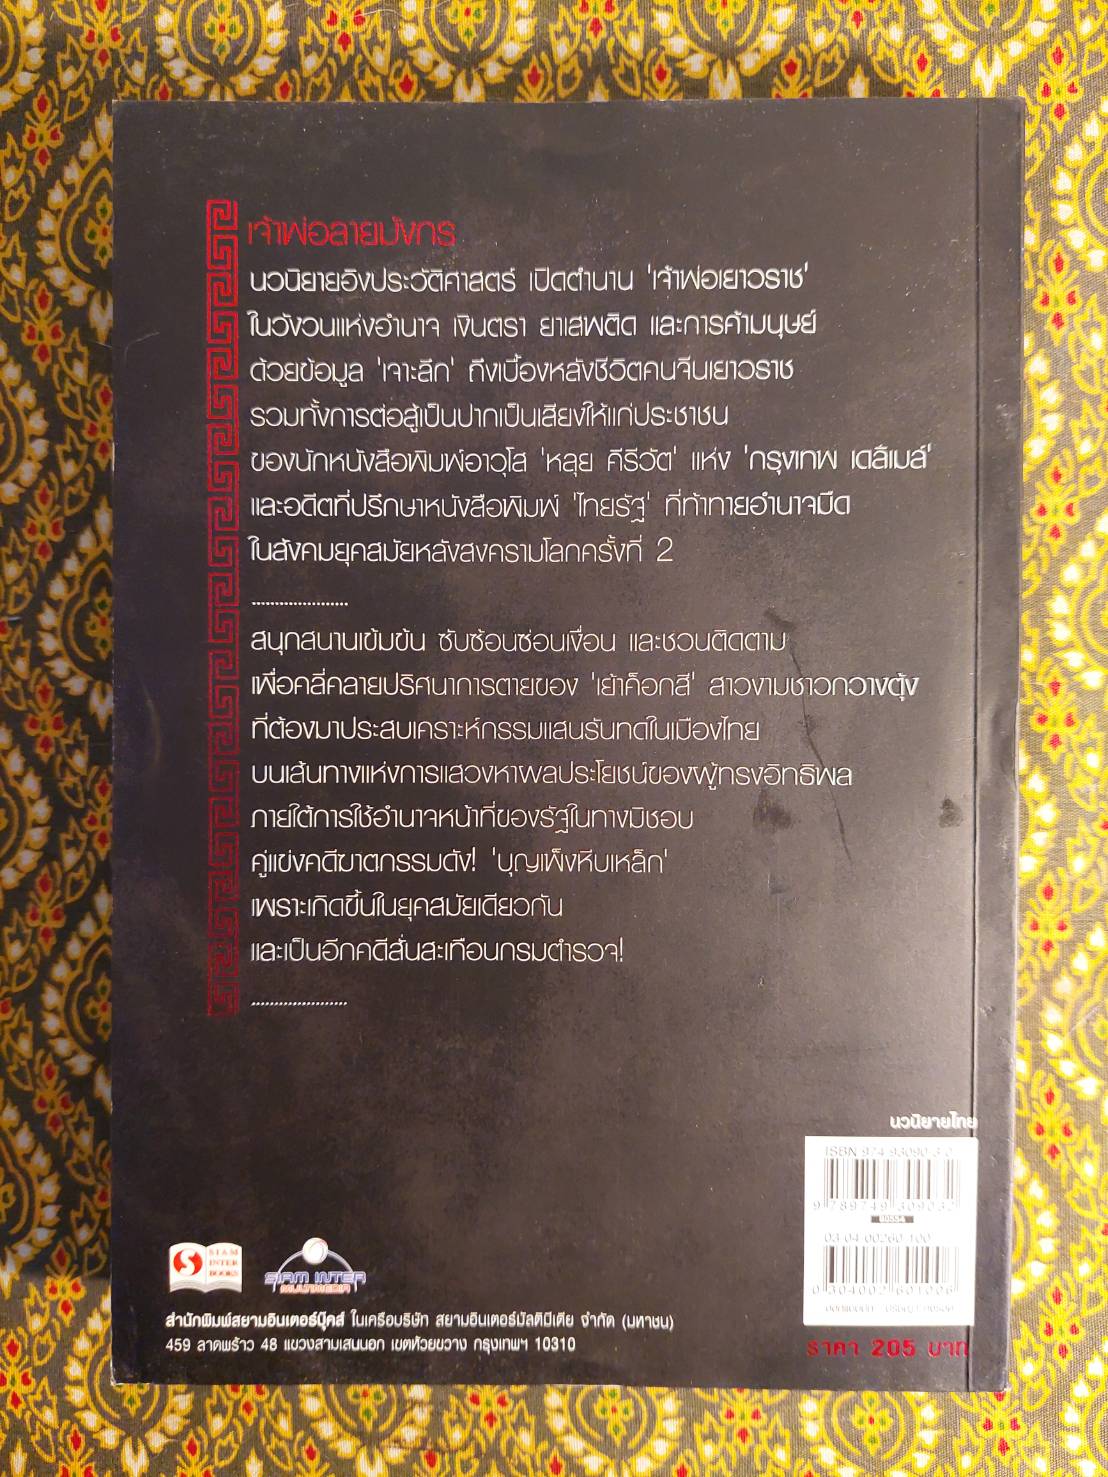 เจ้าพ่อลายมังกร
นวนิยายอิงประวัติศาสตร์ เปิดตำนาน 'เจ้าพ่อเยาวราช'
ในวังวนแห่งอำนาจ เงินตรา ยาเสพติด และการค้ามนุษย์
ด้วยข้อมูล 'เจาะลึก' ถึงเบื้องหลังชีวิตคนจีนเยาวราช
รวมทั้งการต่อสู้เป็นปากเป็นเสียงให้แก่ประชาชน
ของนักหนังสือพิมพ์อาวุโส 'หลุย คีรีวัต' แห่ง 'กรุงเทพ เดลิเมล์'
และอดีตที่ปรึกษาหนังสือพิมพ์ 'ไทยรัฐ' ที่ท้าทายอำนาจมืด
ในสังคมยุคสมัยหลังสงครามโลกครั้งที่ 2
.....................
สนุกสนานเข้มข้น ซับซ้อนซ่อนเงื่อน และชวนติดตาม
เพื่อคลี่คลายปริศนาการตายของ 'เย้าค็อกสี' สาวงามชาวกวางตุ้ง
ที่ต้องมาประสบเคราะห์กรรมแสนรันทดในเมืองไทย
บนเส้นทางแห่งการแสวงหาผลประโยชน์ของผู้ทรงอิทธิพล
ภายใต้การใช้อำนาจหน้าที่ของรัฐในทางมิชอบ
คู่แข่งคดีฆาตกรรมดัง! 'บุญเพ็งหีบเหล็ก'
เพราะเกิดขึ้นในยุคสมัยเดียวกัน
และเป็นอีกคดีสั่นสะเทือนกรมตำรวจ!
.....................
นวนิยายไทย
ISBN 974-93090-3-0
9 789749 309032
80554
03-04-00260-100
0 304002 601006
SIAM
INTER
BOOKS
SIAM INTER
MULTIMEDIA
สำนักพิมพ์สยามอินเตอร์บุ๊คส์ ในเครือบริษัท สยามอินเตอร์มัลติมีเดีย จำกัด (มหาชน)
459 ลาดพร้าว 48 แขวงสามเสนนอก เขตห้วยขวาง กรุงเทพฯ 10310
ราคา 205 บาท